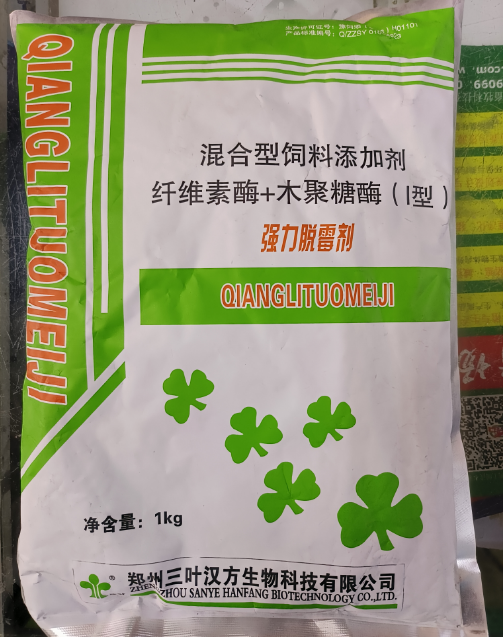 QIANGLITUOMEIJI
混合型饲料添加剂
纤维素酶+木聚糖酶（I型）
强力脱霉剂
QIANGLITUOMEIJI
净含量：1kg
郑州三叶汉方生物科技有限公司
ZHENGZHOU SANYE HANFANG BIOTECHNOLOGY CO.,LTD.